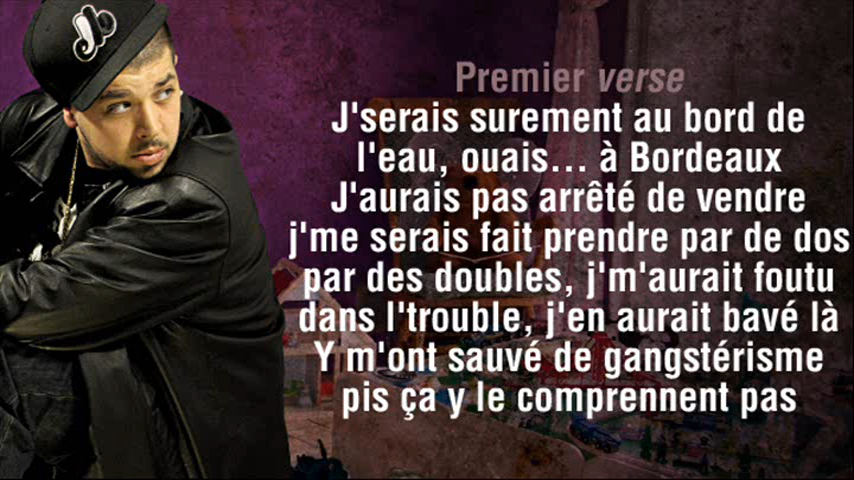 Premier verse
J'serais surement au bord de
l'eau, ouais... à Bordeaux
J'aurais pas arrêté de vendre
j'me serais fait prendre par de dos
par des doubles, j'm'aurait foutu
dans l'trouble, j'en aurait bavé là
Y m'ont sauvé de gangstérisme
pis ça y le comprennent pas